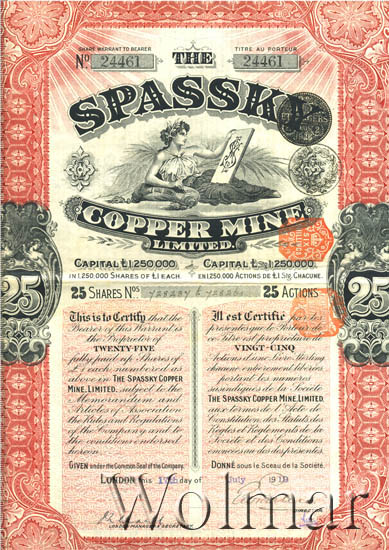 SHARE WARRANT TO BEARER
TITRE AU PORTEUR
No 24461
THE
24461
SPASSKY
COPPER MINE
LIMITED.
CAPITAL £1.250.000
CAPITAL £Stg 1.250.000
IN 1.250.000 SHARES OF £1 EACH
EN 1.250.000 ACTIONS DE £1 Stg. CHACUNE.
25
25
25 SHARES Nos
25 ACTIONS
This is to Certify that the
Bearer of this Warrant is
the Proprietor of
TWENTY-FIVE
fully paid up Shares of
£1 each numbered as
above in THE SPASSKY COPPER
MINE, LIMITED, subject to the
Memorandum and
Articles of Association
the Rules and Regulations
of the Company and
the conditions endorsed
hereon.
Il est Certifié par les
présentes que le Porteur de
ce titre est propriétaire de
VINGT-CINQ
Actions d'une Livre Sterling
chacune entièrement libérées,
portant les numéros
susindiqués de la Société
THE SPASSKY COPPER MINE, LIMITED,
aux termes de l'Acte de
Constitution, des Statuts des
Règles et Règlements de la
Société et des Conditions
énoncées au dos des présentes.
GIVEN under the Common Seal of the Company.
DONNÉ sous le Sceau de la Société.
LONDON this day of July 1910
LONDON MANAGER & SECRETARY
Wolmar